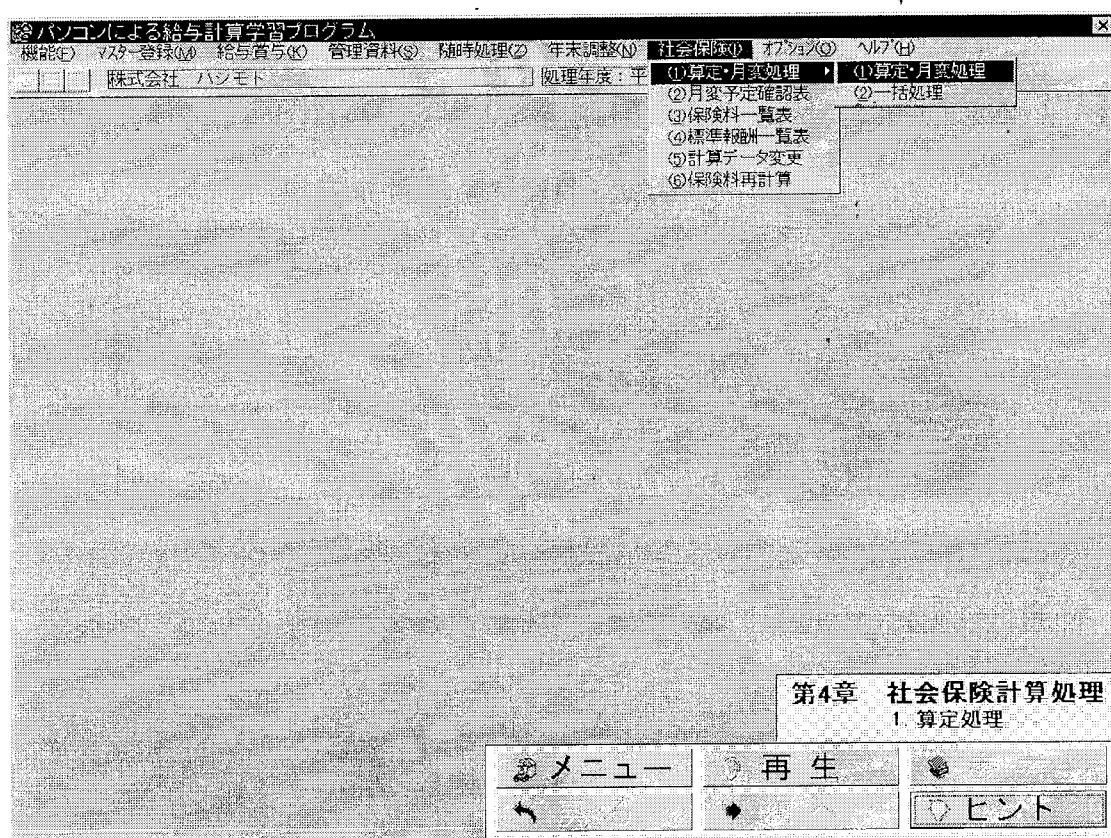 パソコンによる給与計算学習プログラム
機能(F) マスター登録(M) 給与賞与(K) 管理資料(S) 随時処理(Z) 年末調整(N) 社会保険(I) オプション(O) ヘルプ(H)
株式会社 ハシモト 処理年度:平
(1)算定・月変処理
(2)月変予定確認表
(3)保険料一覧表
(4)標準報酬一覧表
(5)計算データ変更
(6)保険料再計算
(1)算定・月変処理
(2)一括処理
第4章 社会保険計算処理
1. 算定処理
メニュー 再生
ヒント